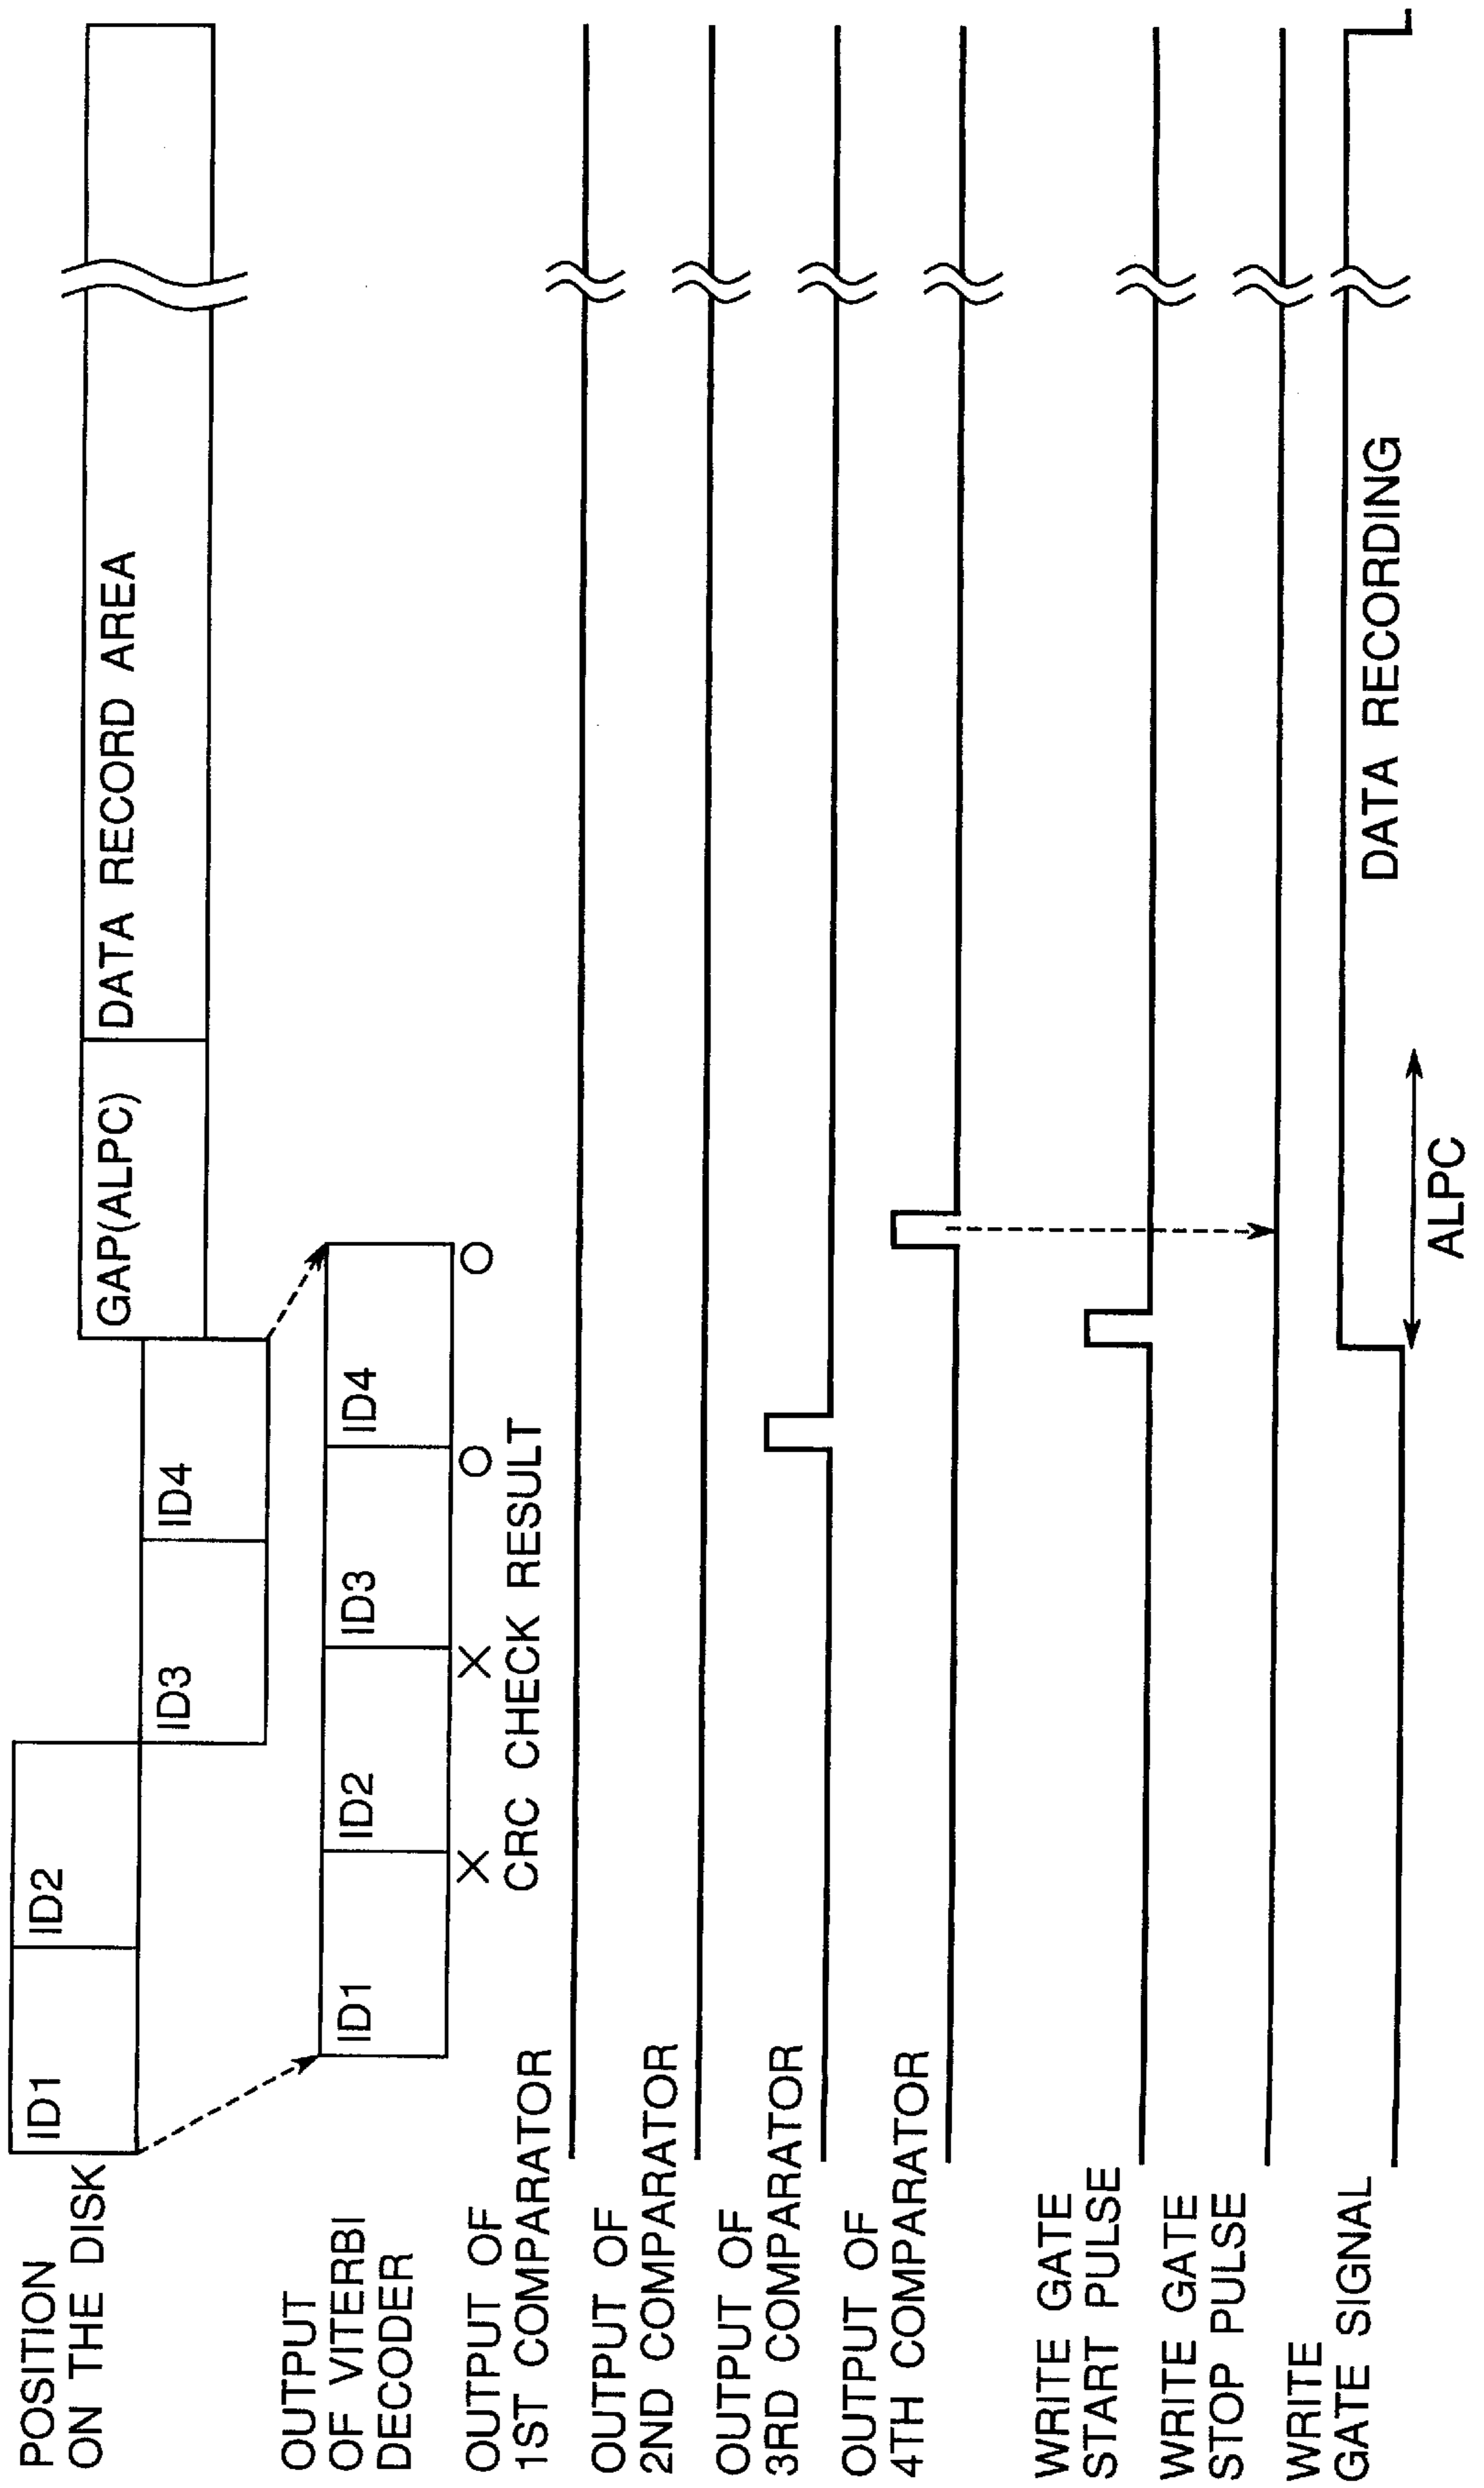 POSITION
ON THE DISK
ID1
ID2
ID3
ID4
GAP(ALPC)
DATA RECORD AREA
OUTPUT
OF VITERBI
DECODER
ID1
ID2
ID3
ID4
X
X
O
O
CRC CHECK RESULT
OUTPUT OF
1ST COMPARATOR
OUTPUT OF
2ND COMPARATOR
OUTPUT OF
3RD COMPARATOR
OUTPUT OF
4TH COMPARATOR
WRITE GATE
START PULSE
WRITE GATE
STOP PULSE
WRITE
GATE SIGNAL
DATA RECORDING
ALPC